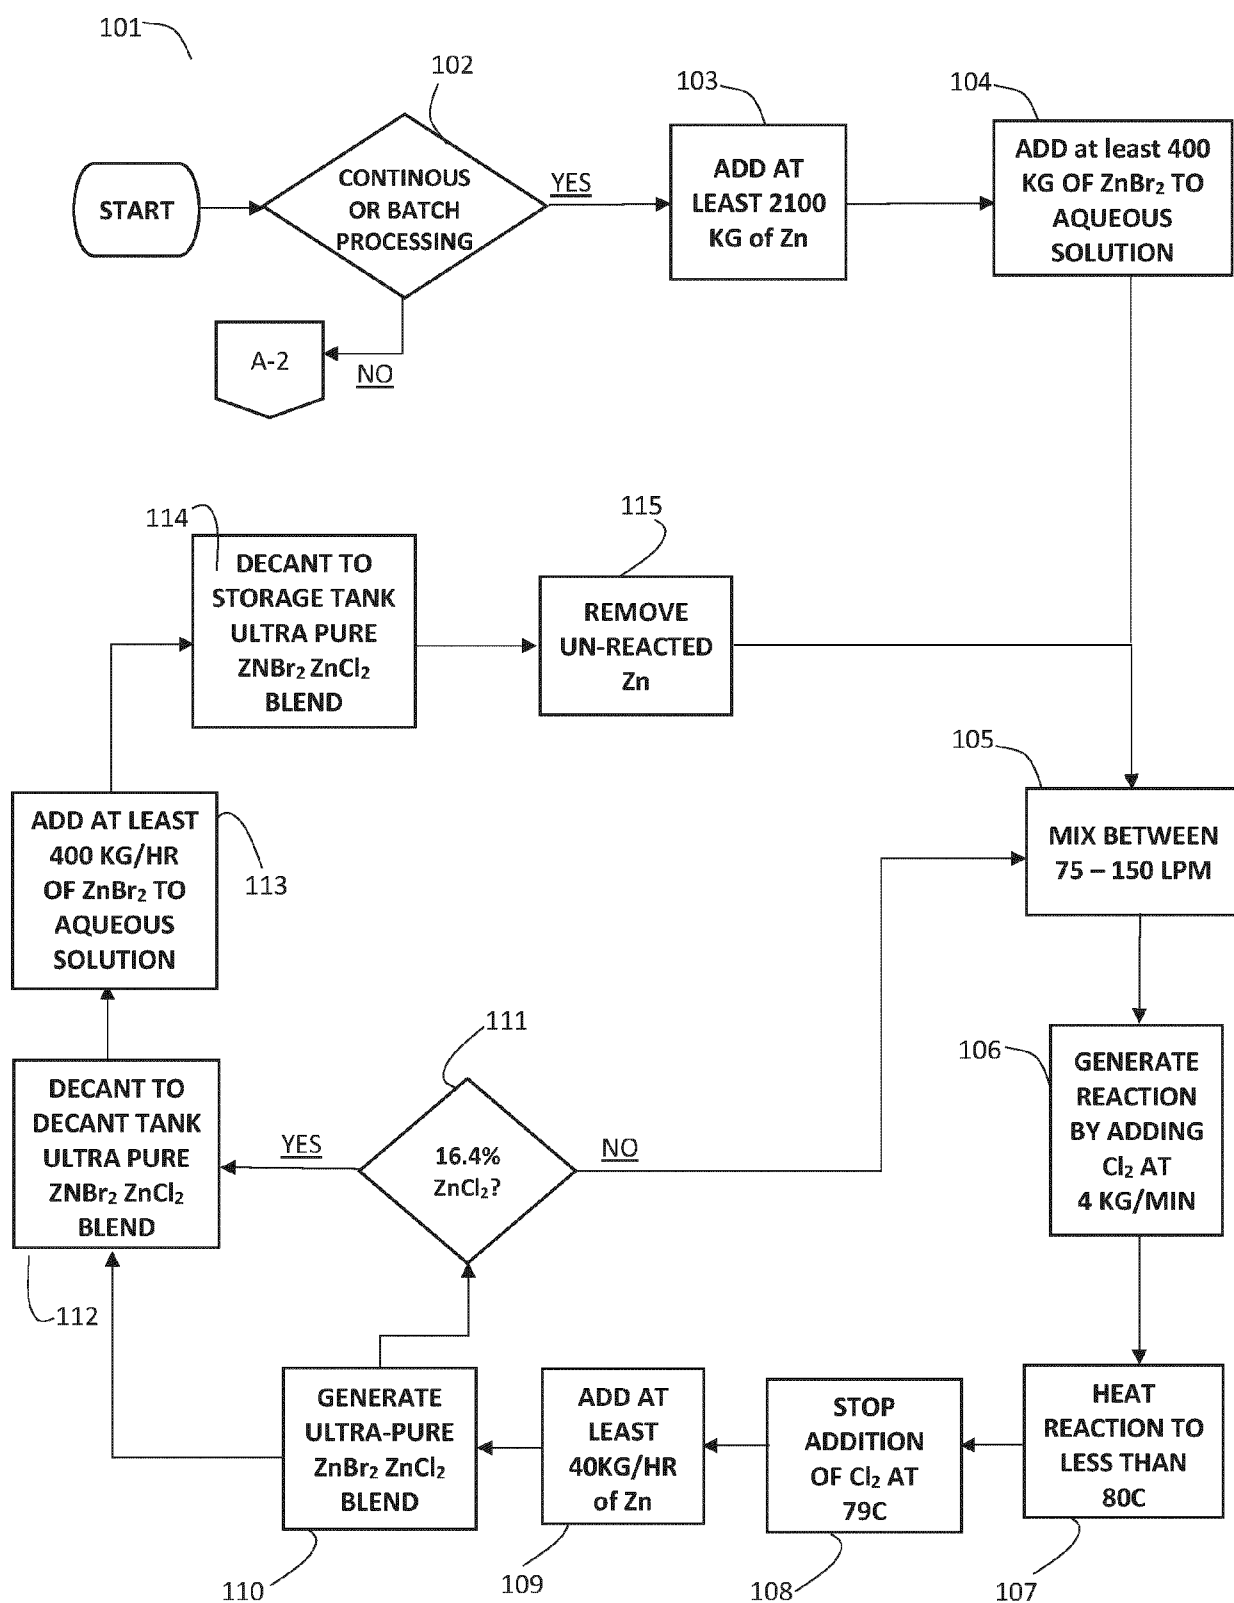 101
102
103
104
START
CONTINOUS
OR BATCH
PROCESSING
YES
ADD AT
LEAST 2100
KG of Zn
ADD at least 400
KG OF ZnBr₂ TO
AQUEOUS
SOLUTION
A-2
NO
114
115
DECANT TO
STORAGE TANK
ULTRA PURE
ZNBr₂ ZnCl₂
BLEND
REMOVE
UN-REACTED
Zn
105
MIX BETWEEN
75 – 150 LPM
ADD AT LEAST
400 KG/HR
OF ZnBr₂ TO
AQUEOUS
SOLUTION
113
111
106
GENERATE
REACTION
BY ADDING
Cl₂ AT
4 KG/MIN
DECANT TO
DECANT TANK
ULTRA PURE
ZNBr₂ ZnCl₂
BLEND
YES
16.4%
ZnCl₂?
NO
112
GENERATE
ULTRA-PURE
ZnBr₂ ZnCl₂
BLEND
ADD AT
LEAST
40KG/HR
of Zn
STOP
ADDITION
OF Cl₂ AT
79C
HEAT
REACTION TO
LESS THAN
80C
110
109
108
107